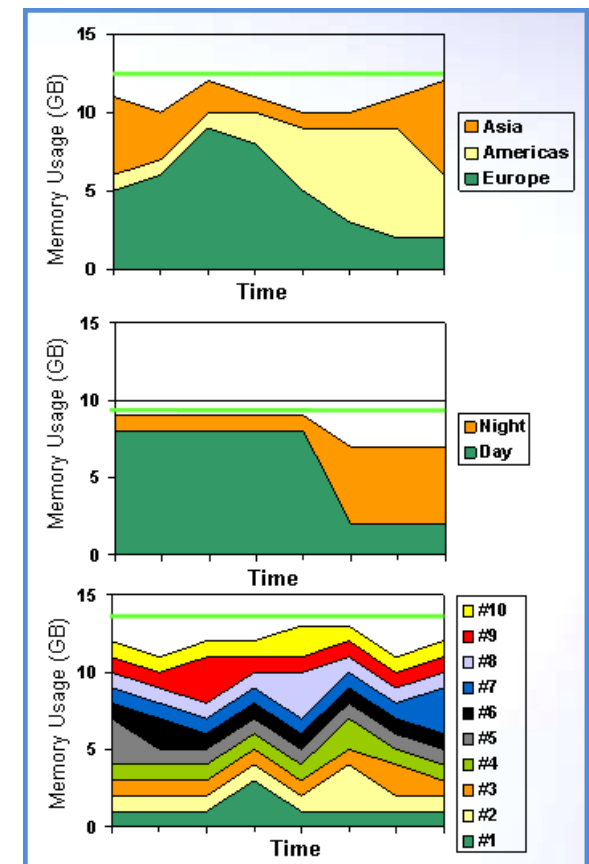 15
10
5
0
Memory Usage (GB)
Time
Asia
Americas
Europe
15
10
5
0
Memory Usage (GB)
Time
Night
Day
15
10
5
0
Memory Usage (GB)
Time
#10
#9
#8
#7
#6
#5
#4
#3
#2
#1